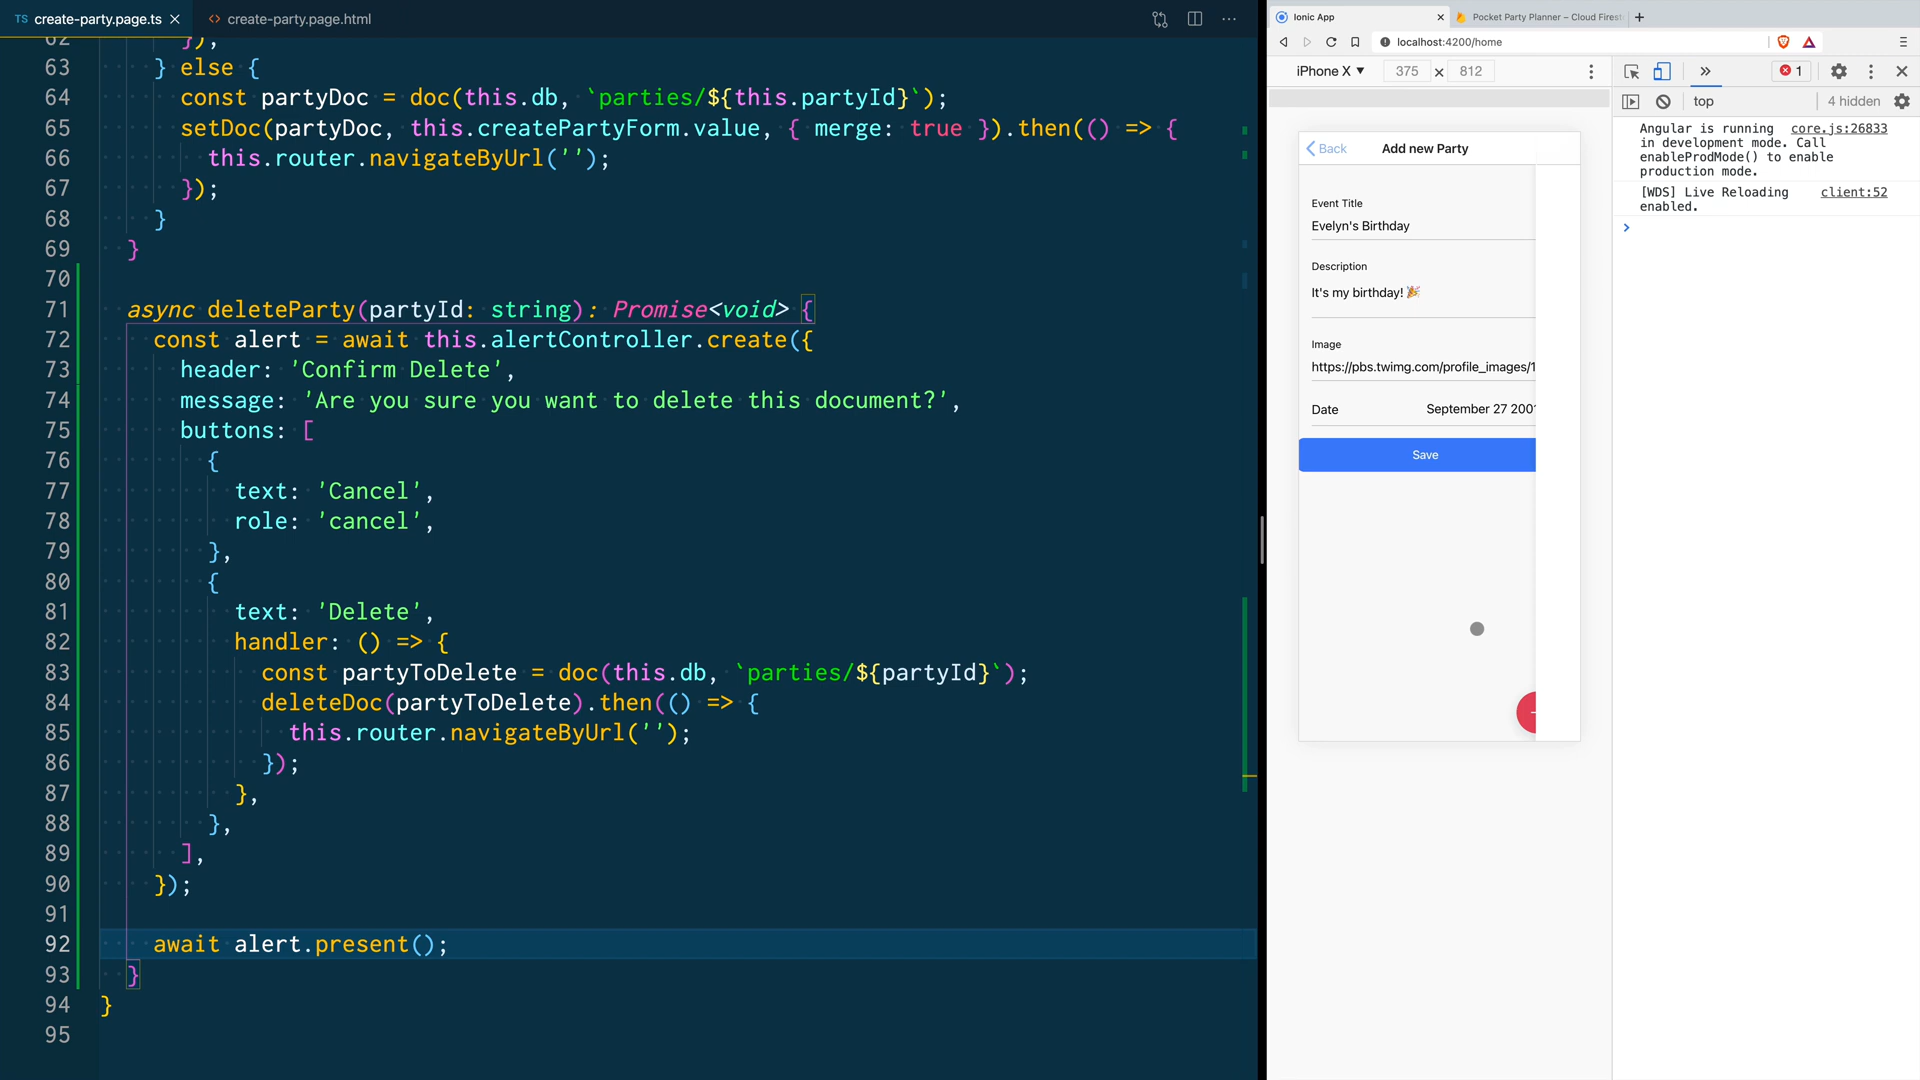 TS create-party.page.ts × <> create-party.page.html ···
62 }),
63 } else {
64 const partyDoc = doc(this.db, `parties/${this.partyId}`);
65 setDoc(partyDoc, this.createPartyForm.value, { merge: true }).then(() => {
66 this.router.navigateByUrl('');
67 });
68 }
69 }
70
71 async deleteParty(partyId: string): Promise<void> {
72 const alert = await this.alertController.create({
73 header: 'Confirm Delete',
74 message: 'Are you sure you want to delete this document?',
75 buttons: [
76 {
77 text: 'Cancel',
78 role: 'cancel',
79 },
80 {
81 text: 'Delete',
82 handler: () => {
83 const partyToDelete = doc(this.db, `parties/${partyId}`);
84 deleteDoc(partyToDelete).then(() => {
85 this.router.navigateByUrl('');
86 });
87 },
88 },
89 ],
90 });
91
92 await alert.present();
93 }
94 }
95
Ionic App × Pocket Party Planner – Cloud Firest +
localhost:4200/home
iPhone X ▼ 375 × 812
Back Add new Party
Event Title
Evelyn's Birthday
Description
It's my birthday! 🎉
Image
https://pbs.twimg.com/profile_images/1
Date September 27 2001
Save
» 1
top 4 hidden
Angular is running core.js:26833
in development mode. Call
enableProdMode() to enable
production mode.
[WDS] Live Reloading client:52
enabled.
>